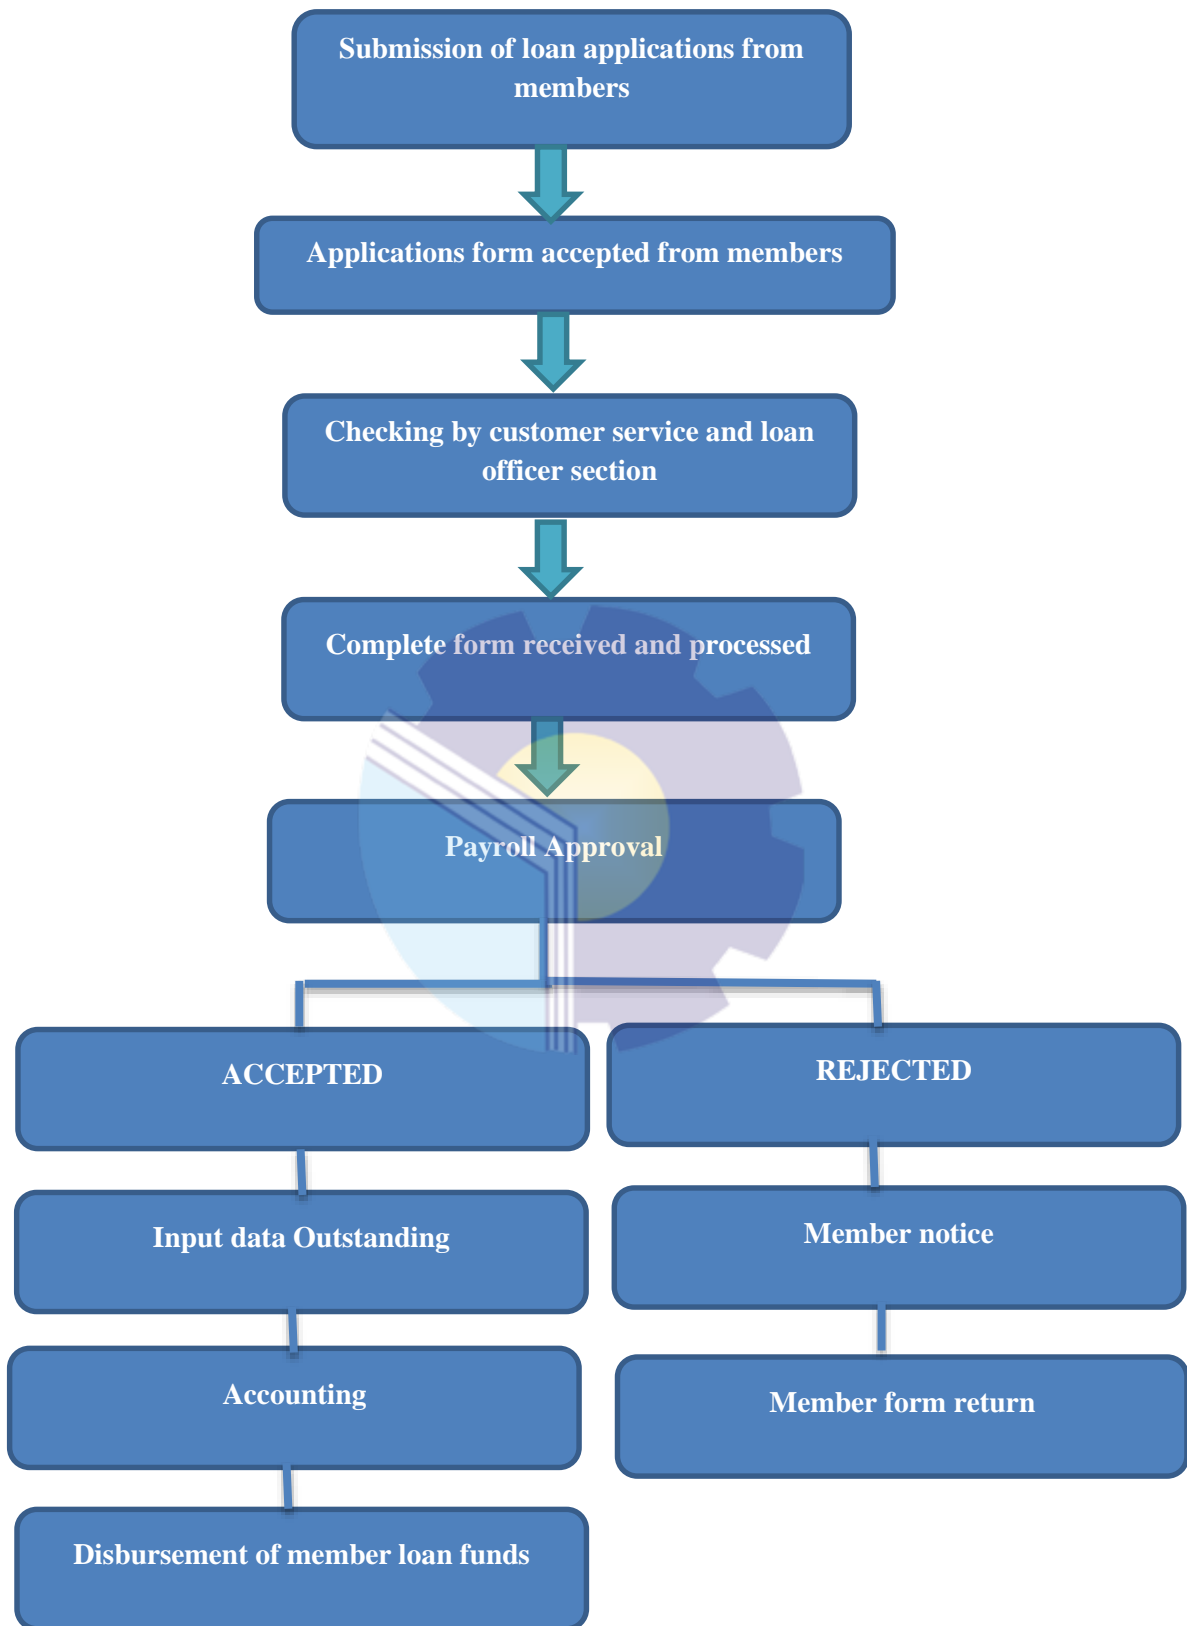 Submission of loan applications from
members
Applications form accepted from members
Checking by customer service and loan
officer section
Complete form received and processed
Payroll Approval
ACCEPTED
REJECTED
Input data Outstanding
Member notice
Accounting
Member form return
Disbursement of member loan funds